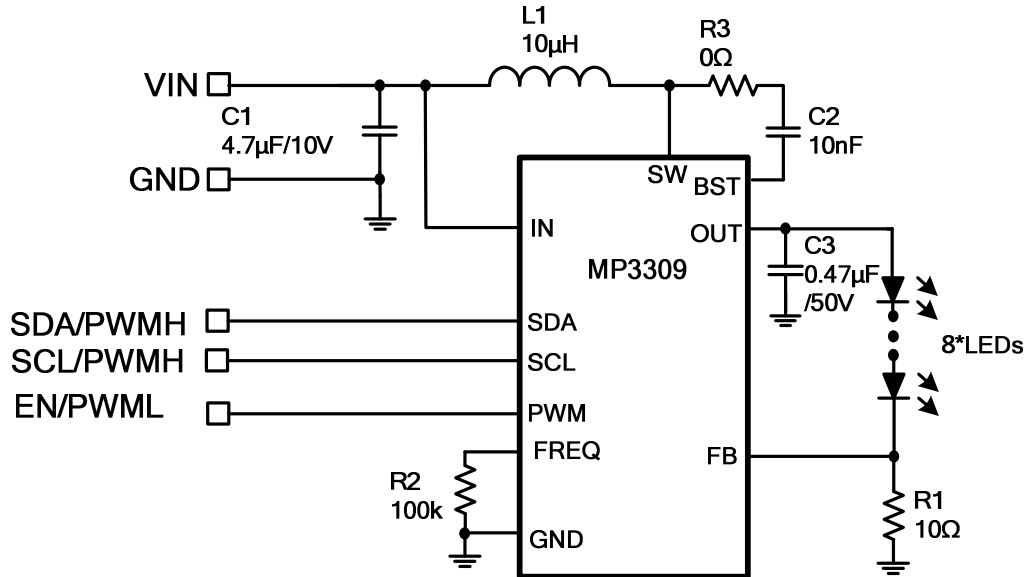 L1
10µH
R3
0Ω
VIN
C1
4.7µF/10V
C2
10nF
GND
SW
BST
IN
OUT
MP3309
C3
0.47µF
/50V
SDA/PWMH
SDA
8*LEDs
SCL/PWMH
SCL
EN/PWML
PWM
FREQ
FB
R2
100k
R1
10Ω
GND